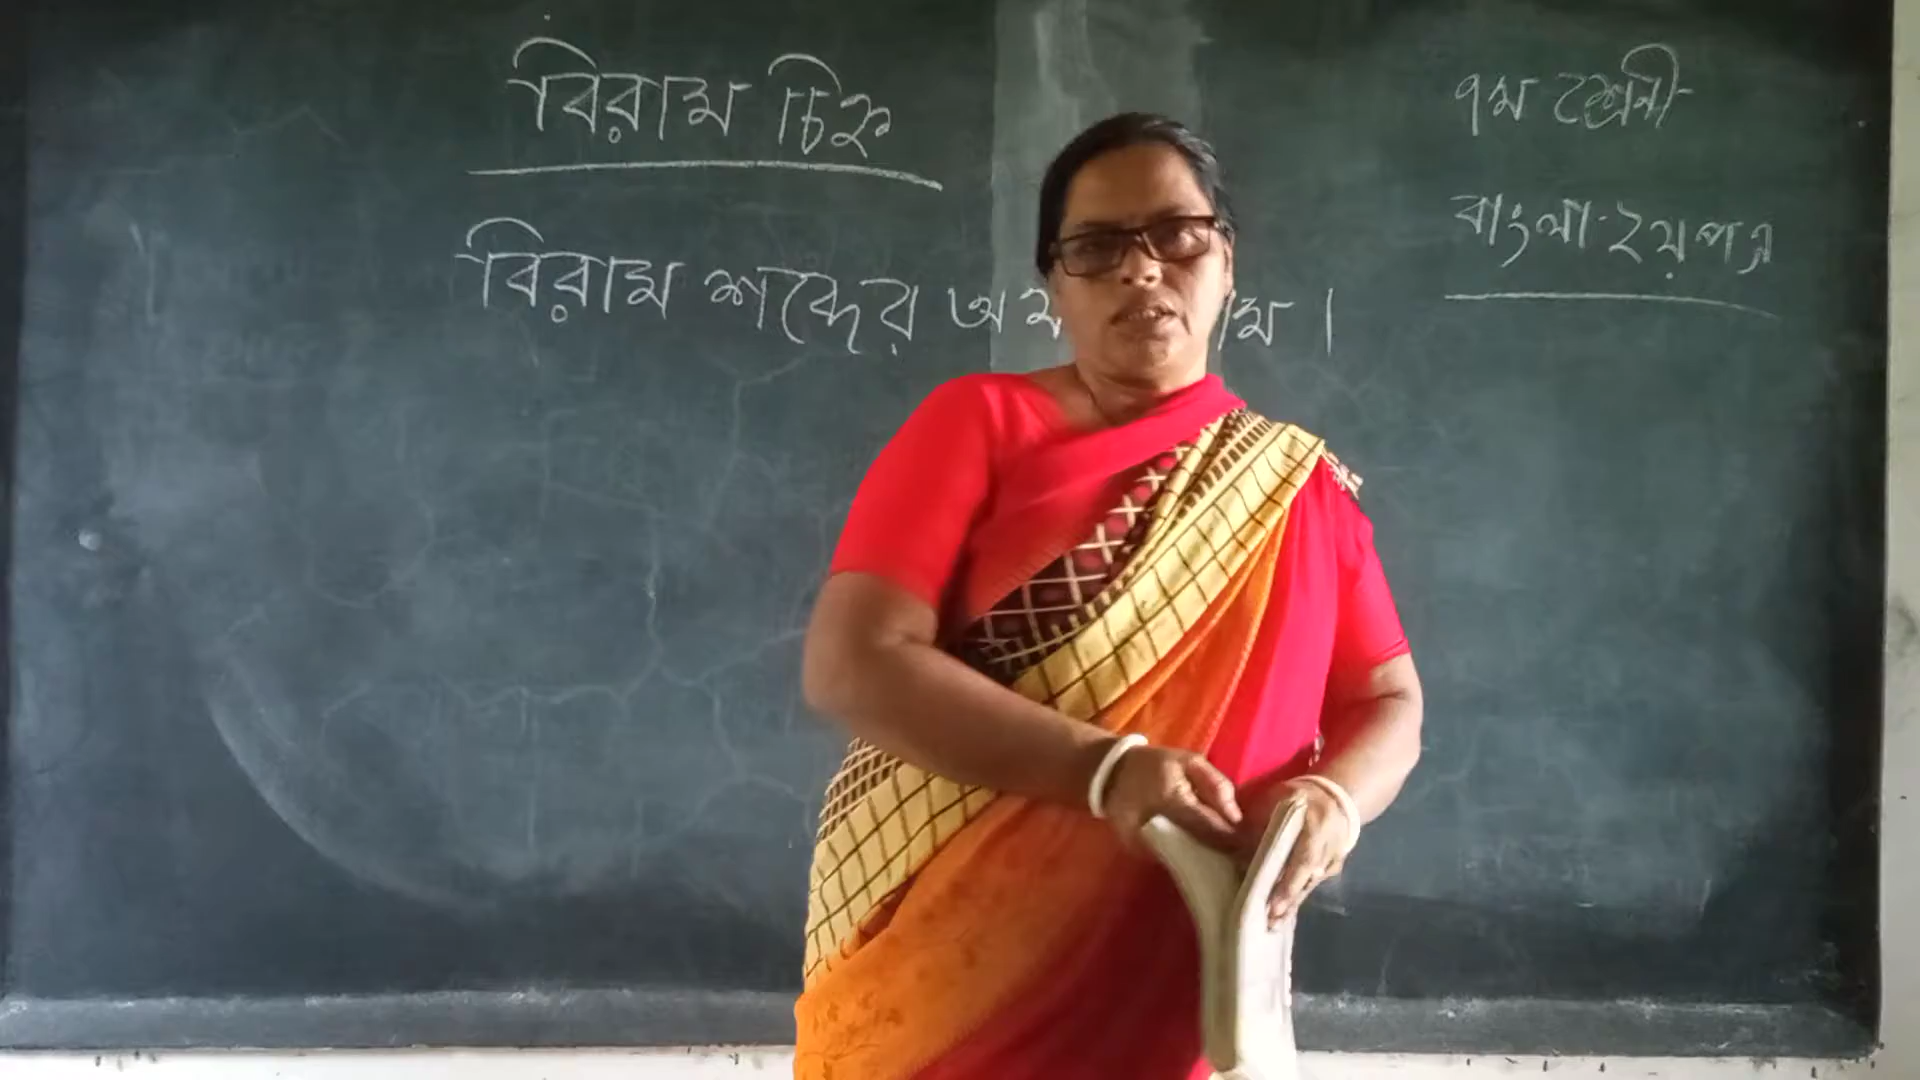 বিরাম চিহ্ন
বিরাম শব্দের
৭ম শ্রেনী
বাংলা ২য় পত্র